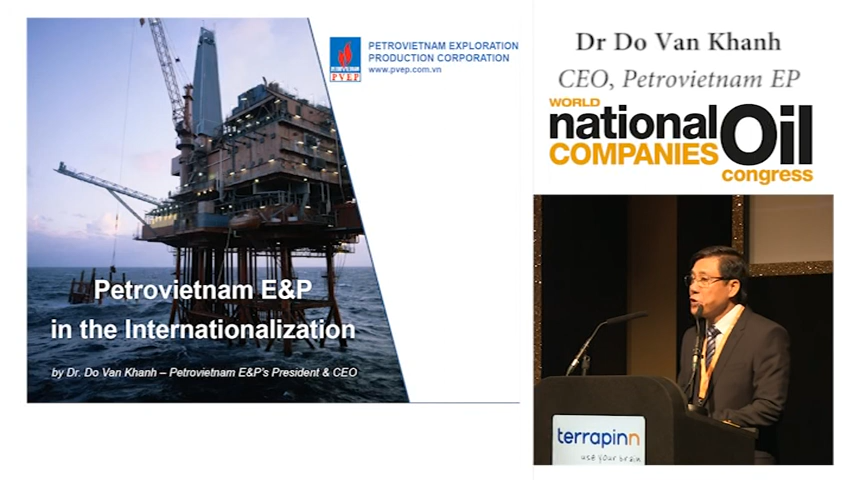 PETROVIETNAM EXPLORATION
PRODUCTION CORPORATION
www.pvep.com.vn
PVEP
Petrovietnam E&P
in the Internationalization
by Dr. Do Van Khanh – Petrovietnam E&P's President & CEO
Dr Do Van Khanh
CEO, Petrovietnam EP
WORLD
national Oil
COMPANIES
congress
terrapinn
use your brain